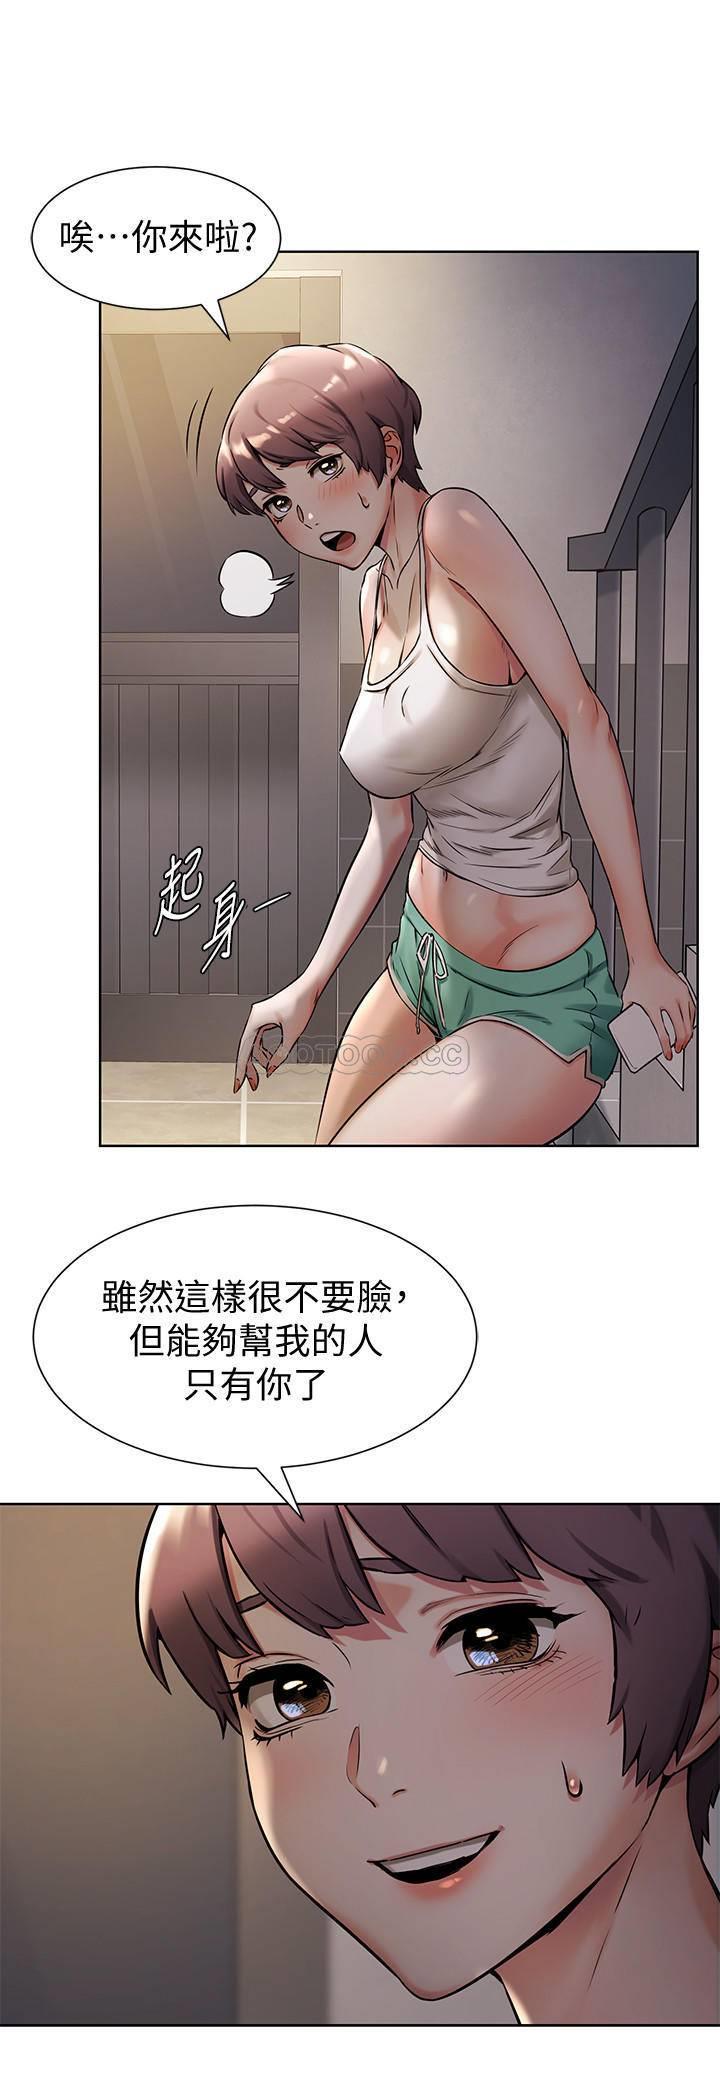 唉…你來啦?
起身—
雖然這樣很不要臉,
但能夠幫我的人
只有你了